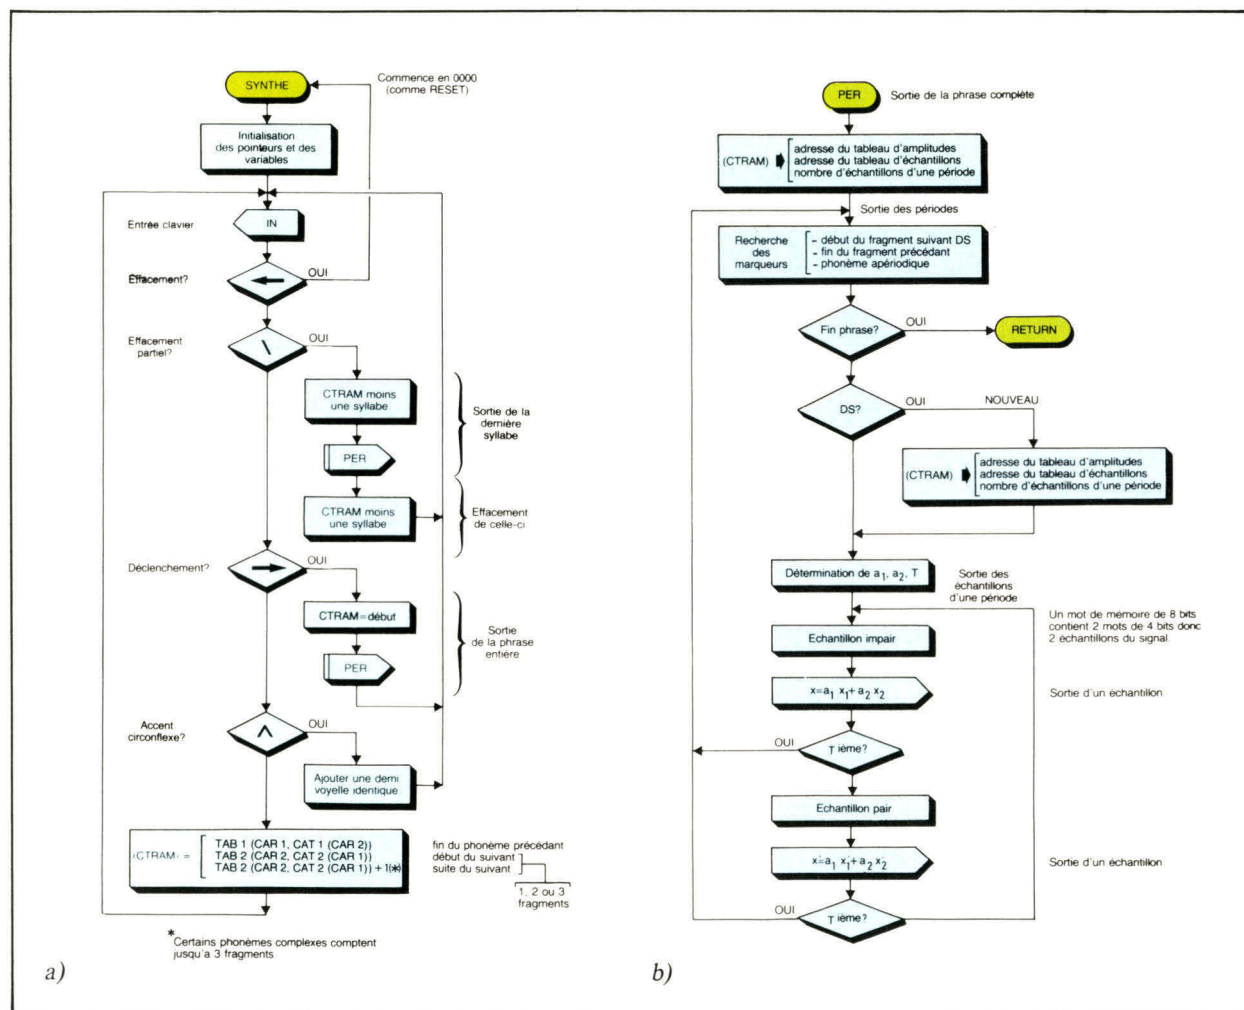 SYNTHE
Commence en 0000
(comme RESET)
Initialisation
des pointeurs et des
variables
Entrée clavier
IN
Effacement?
OUI
Effacement
partiel?
\
OUI
CTRAM moins
une syllabe
PER
Sortie de la
dernière
syllabe
CTRAM moins
une syllabe
Effacement
de celle-ci
Déclenchement?
OUI
CTRAM=début
PER
Sortie
de la phrase
entière
Accent
circonflexe?
^
OUI
Ajouter une demi
voyelle identique
(CTRAM) =
TAB 1 (CAR 1, CAT 1 (CAR 2))
TAB 2 (CAR 2, CAT 2 (CAR 1))
TAB 2 (CAR 2, CAT 2 (CAR 1)) + 1(*)
fin du phonème précédant
début du suivant
suite du suivant
1. 2 ou 3
fragments
* Certains phonèmes complexes comptent
jusqu'a 3 fragments
a)
PER
Sortie de la phrase complète
(CTRAM)
adresse du tableau d'amplitudes
adresse du tableau d'échantillons
nombre d'échantillons d'une période
Sortie des périodes
Recherche
des
marqueurs
- début du fragment suivant DS
- fin du fragment précédant
- phonème apériodique
Fin phrase?
OUI
RETURN
DS?
OUI
NOUVEAU
(CTRAM)
adresse du tableau d'amplitudes
adresse du tableau d'échantillons
nombre d'échantillons d'une période
Détermination de a1, a2, T
Sortie des
échantillons
d'une période
Un mot de mémoire de 8 bits
contient 2 mots de 4 bits donc
2 échantillons du signal.
Echantillon impair
x=a1 x1+ a2 x2
Sortie d'un échantillon
OUI
T ième?
Echantillon pair
x'=a1 x'1+ a2 x'2
Sortie d'un échantillon
OUI
T ième?
b)